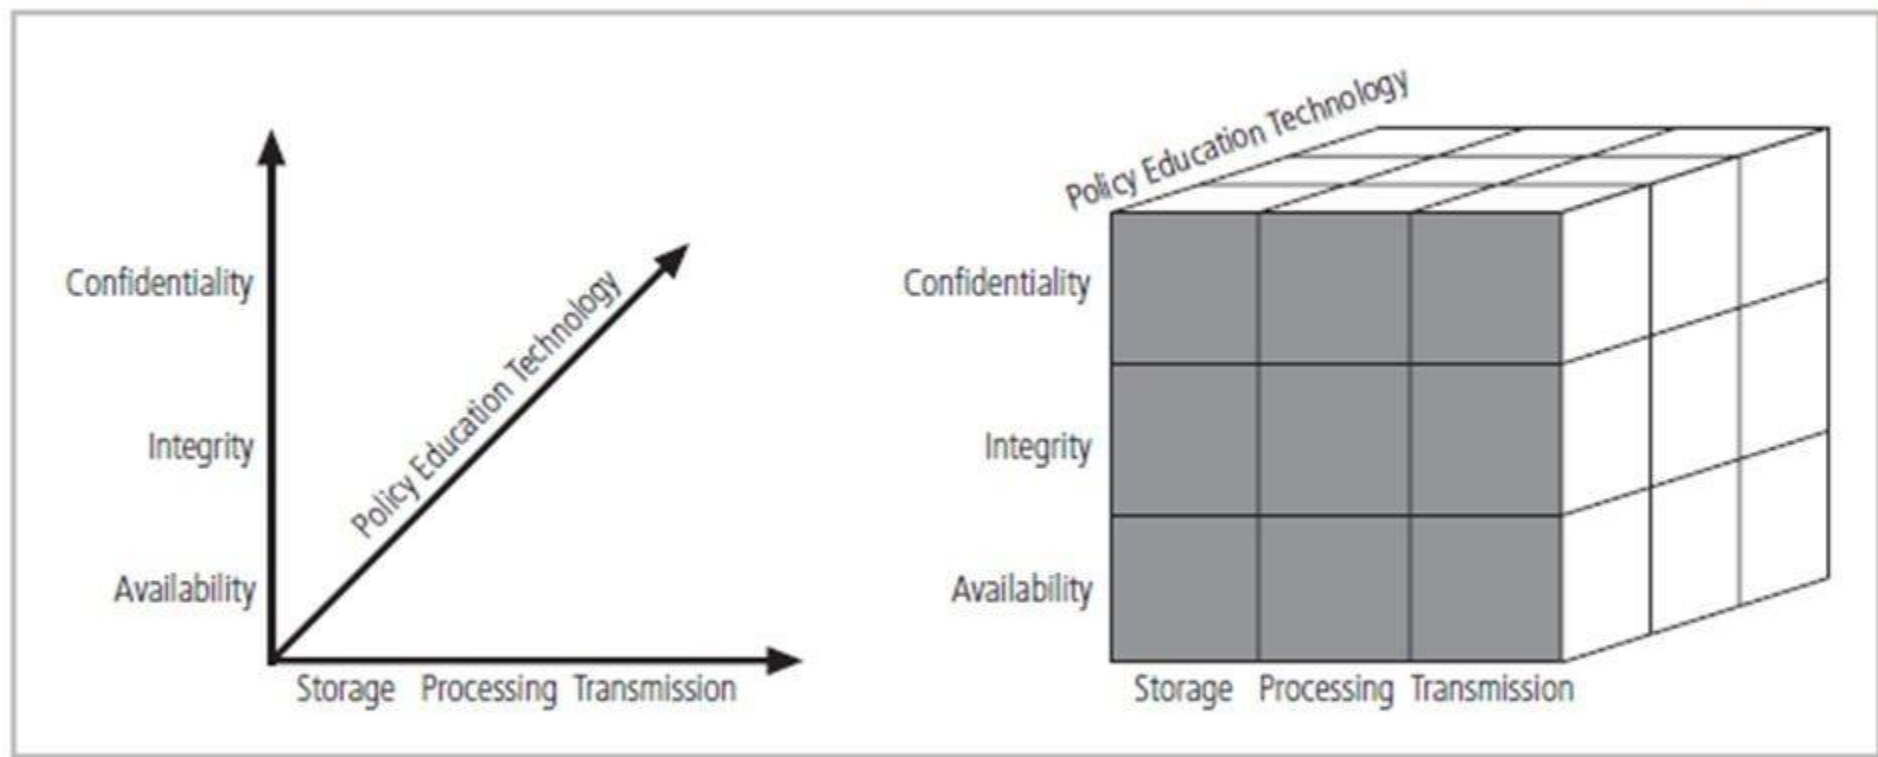 Confidentiality
Integrity
Availability
Policy Education Technology
Storage Processing Transmission
Policy Education Technology
Confidentiality
Integrity
Availability
Storage Processing Transmission